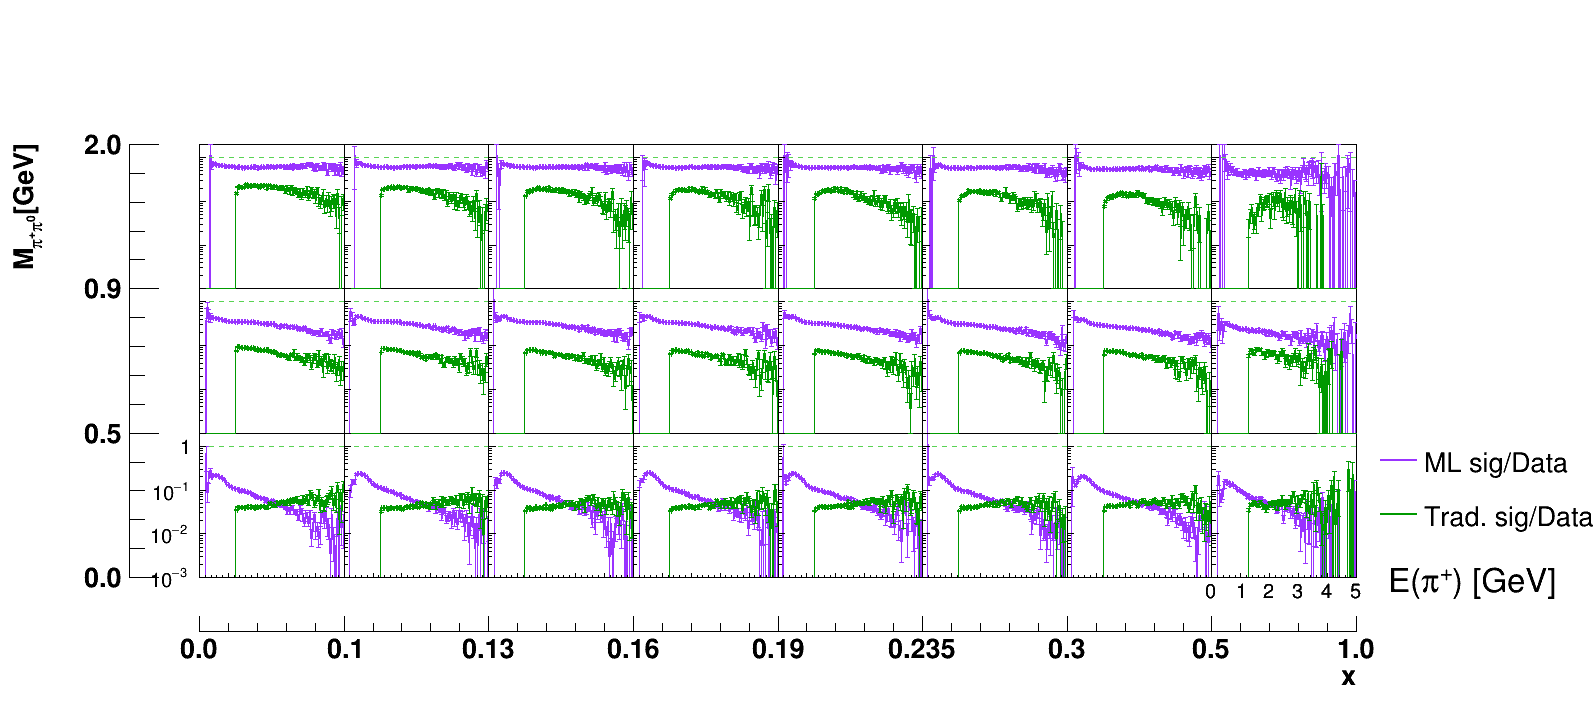 M_{π⁺π⁰} [GeV]
2.0
0.9
0.5
0.0
1
10⁻¹
10⁻²
10⁻³
ML sig/Data
Trad. sig/Data
0 1 2 3 4 5
E(π⁺) [GeV]
0.0 0.1 0.13 0.16 0.19 0.235 0.3 0.5 1.0
x